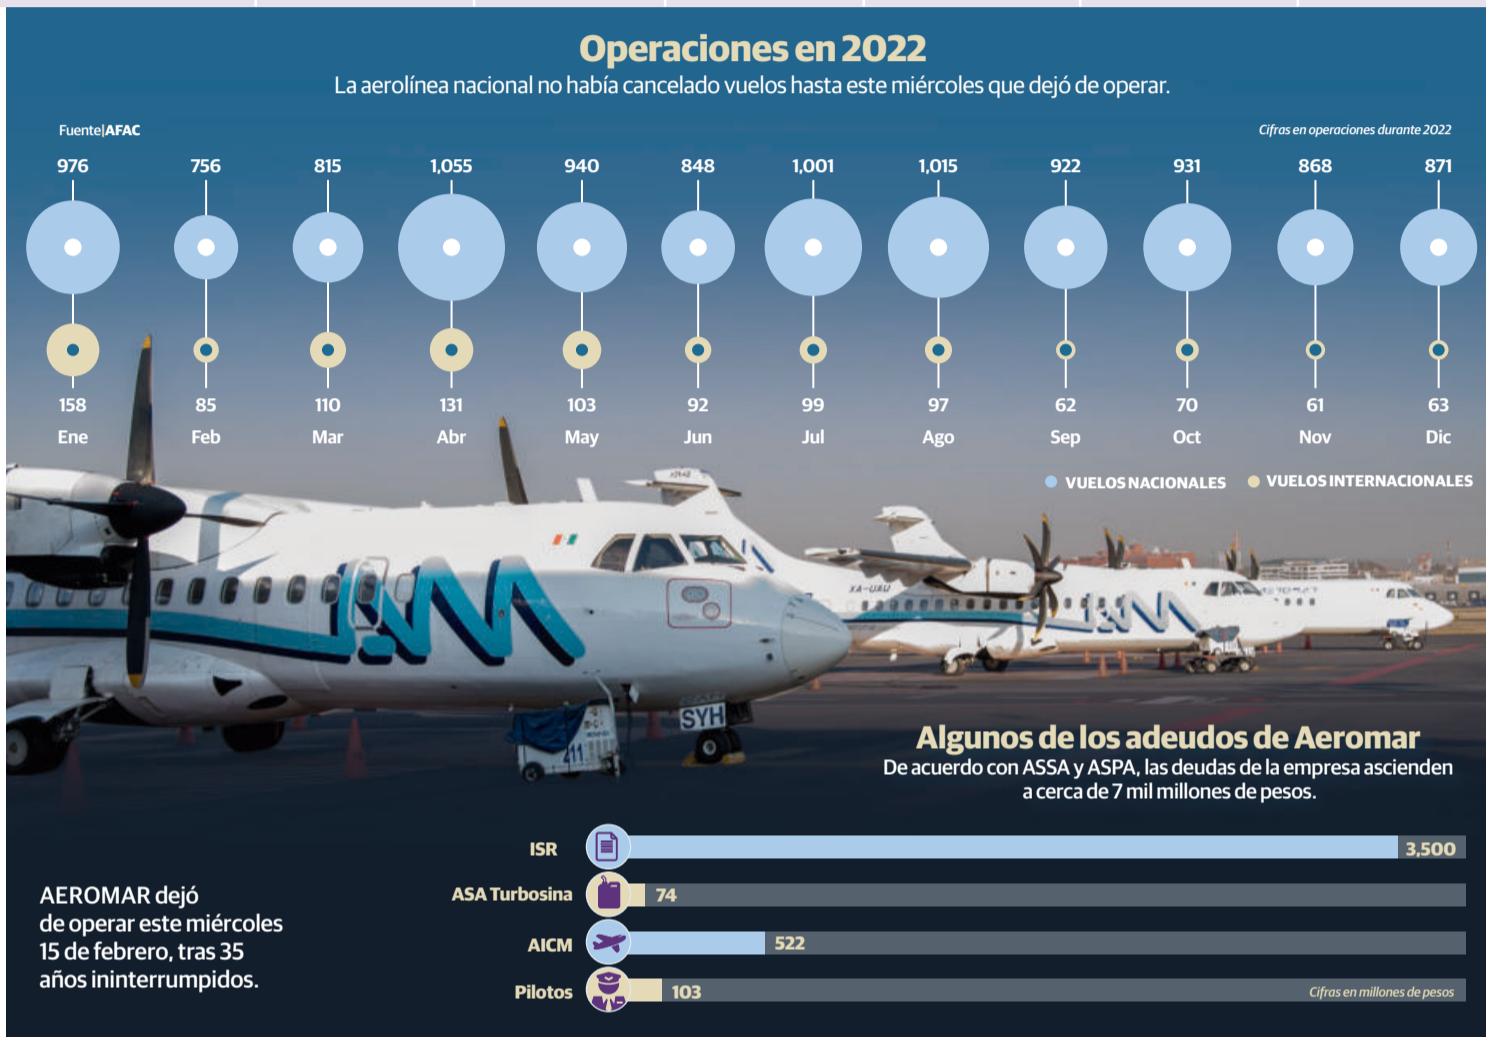 Operaciones en 2022
La aerolínea nacional no había cancelado vuelos hasta este miércoles que dejó de operar.
Fuente|AFAC
Cifras en operaciones durante 2022
976 756 815 1,055 940 848 1,001 1,015 922 931 868 871
158 85 110 131 103 92 99 97 62 70 61 63
Ene Feb Mar Abr May Jun Jul Ago Sep Oct Nov Dic
VUELOS NACIONALES VUELOS INTERNACIONALES
XA-UAU
SYH
211
Algunos de los adeudos de Aeromar
De acuerdo con ASSA y ASPA, las deudas de la empresa ascienden
a cerca de 7 mil millones de pesos.
ISR 3,500
ASA Turbosina 74
AICM 522
Pilotos 103
Cifras en millones de pesos
AEROMAR dejó
de operar este miércoles
15 de febrero, tras 35
años ininterrumpidos.